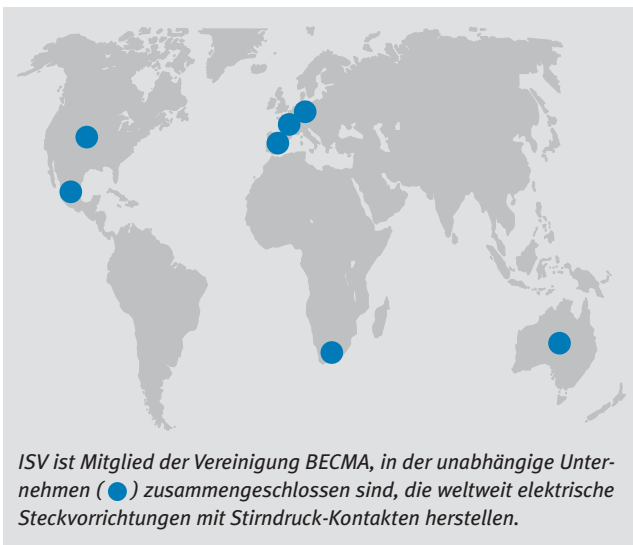 ISV ist Mitglied der Vereinigung BECMA, in der unabhängige Unter-
nehmen ( ) zusammengeschlossen sind, die weltweit elektrische
Steckvorrichtungen mit Stirndruck-Kontakten herstellen.